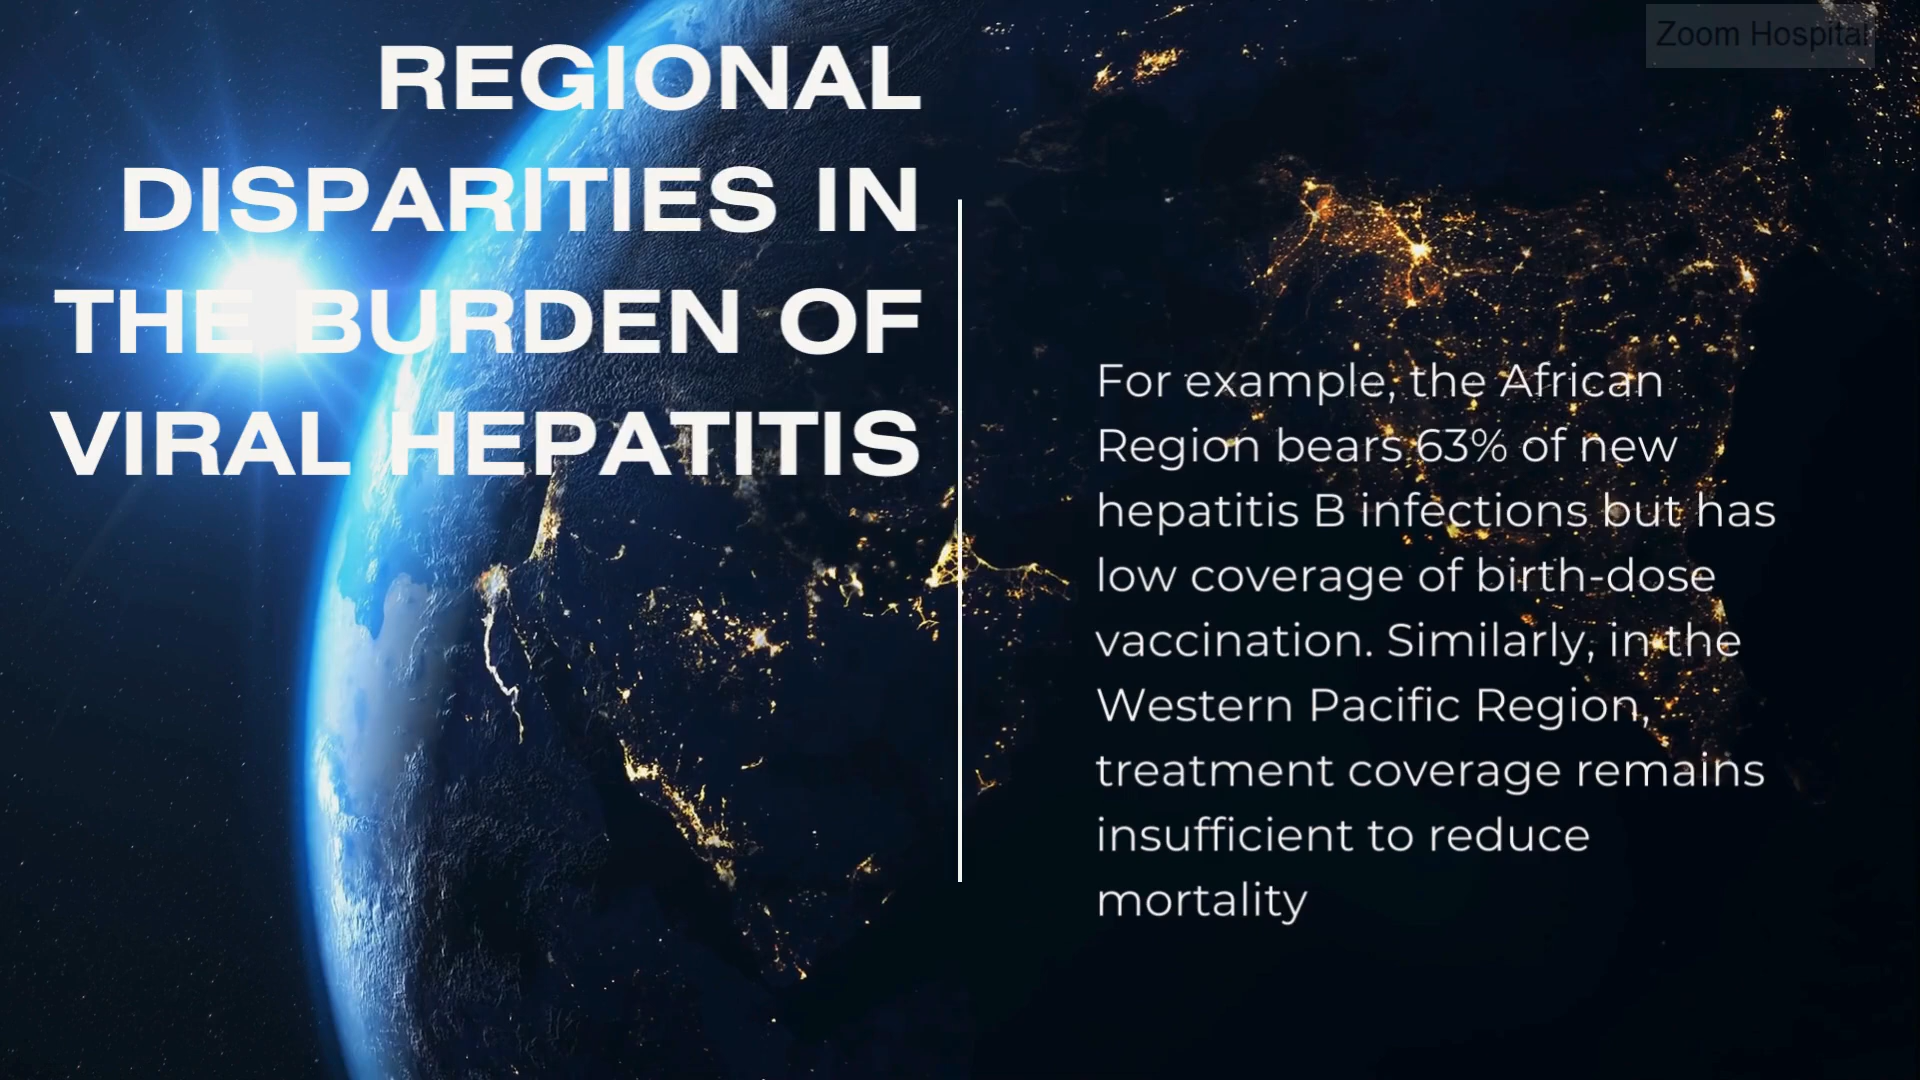 Zoom Hospital
REGIONAL
DISPARITIES IN
THE BURDEN OF
VIRAL HEPATITIS
For example, the African
Region bears 63% of new
hepatitis B infections but has
low coverage of birth-dose
vaccination. Similarly, in the
Western Pacific Region,
treatment coverage remains
insufficient to reduce
mortality